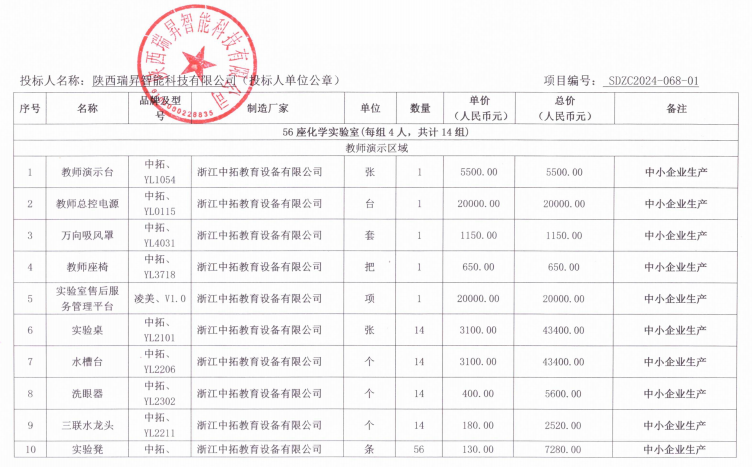 陕西瑞昇智能科技有限公司
投标人名称：陕西瑞昇智能科技有限公司（投标人单位公章） 项目编号：SDZC2024-068-01
序号 名称 品牌及型号 制造厂家 单位 数量 单价（人民币元） 总价（人民币元） 备注
56座化学实验室(每组4人，共计14组)
教师演示区域
1 教师演示台 中拓、YL1054 浙江中拓教育设备有限公司 张 1 5500.00 5500.00 中小企业生产
2 教师总控电源 中拓、YL0115 浙江中拓教育设备有限公司 台 1 20000.00 20000.00 中小企业生产
3 万向吸风罩 中拓、YL4031 浙江中拓教育设备有限公司 套 1 1150.00 1150.00 中小企业生产
4 教师座椅 中拓、YL3718 浙江中拓教育设备有限公司 把 1 650.00 650.00 中小企业生产
5 实验室售后服务管理平台 凌美、V1.0 浙江中拓教育设备有限公司 项 1 20000.00 20000.00 中小企业生产
6 实验桌 中拓、YL2101 浙江中拓教育设备有限公司 张 14 3100.00 43400.00 中小企业生产
7 水槽台 中拓、YL2206 浙江中拓教育设备有限公司 个 14 3100.00 43400.00 中小企业生产
8 洗眼器 中拓、YL2302 浙江中拓教育设备有限公司 个 14 400.00 5600.00 中小企业生产
9 三联水龙头 中拓、YL2211 浙江中拓教育设备有限公司 个 14 180.00 2520.00 中小企业生产
10 实验凳 中拓、 浙江中拓教育设备有限公司 条 56 130.00 7280.00 中小企业生产